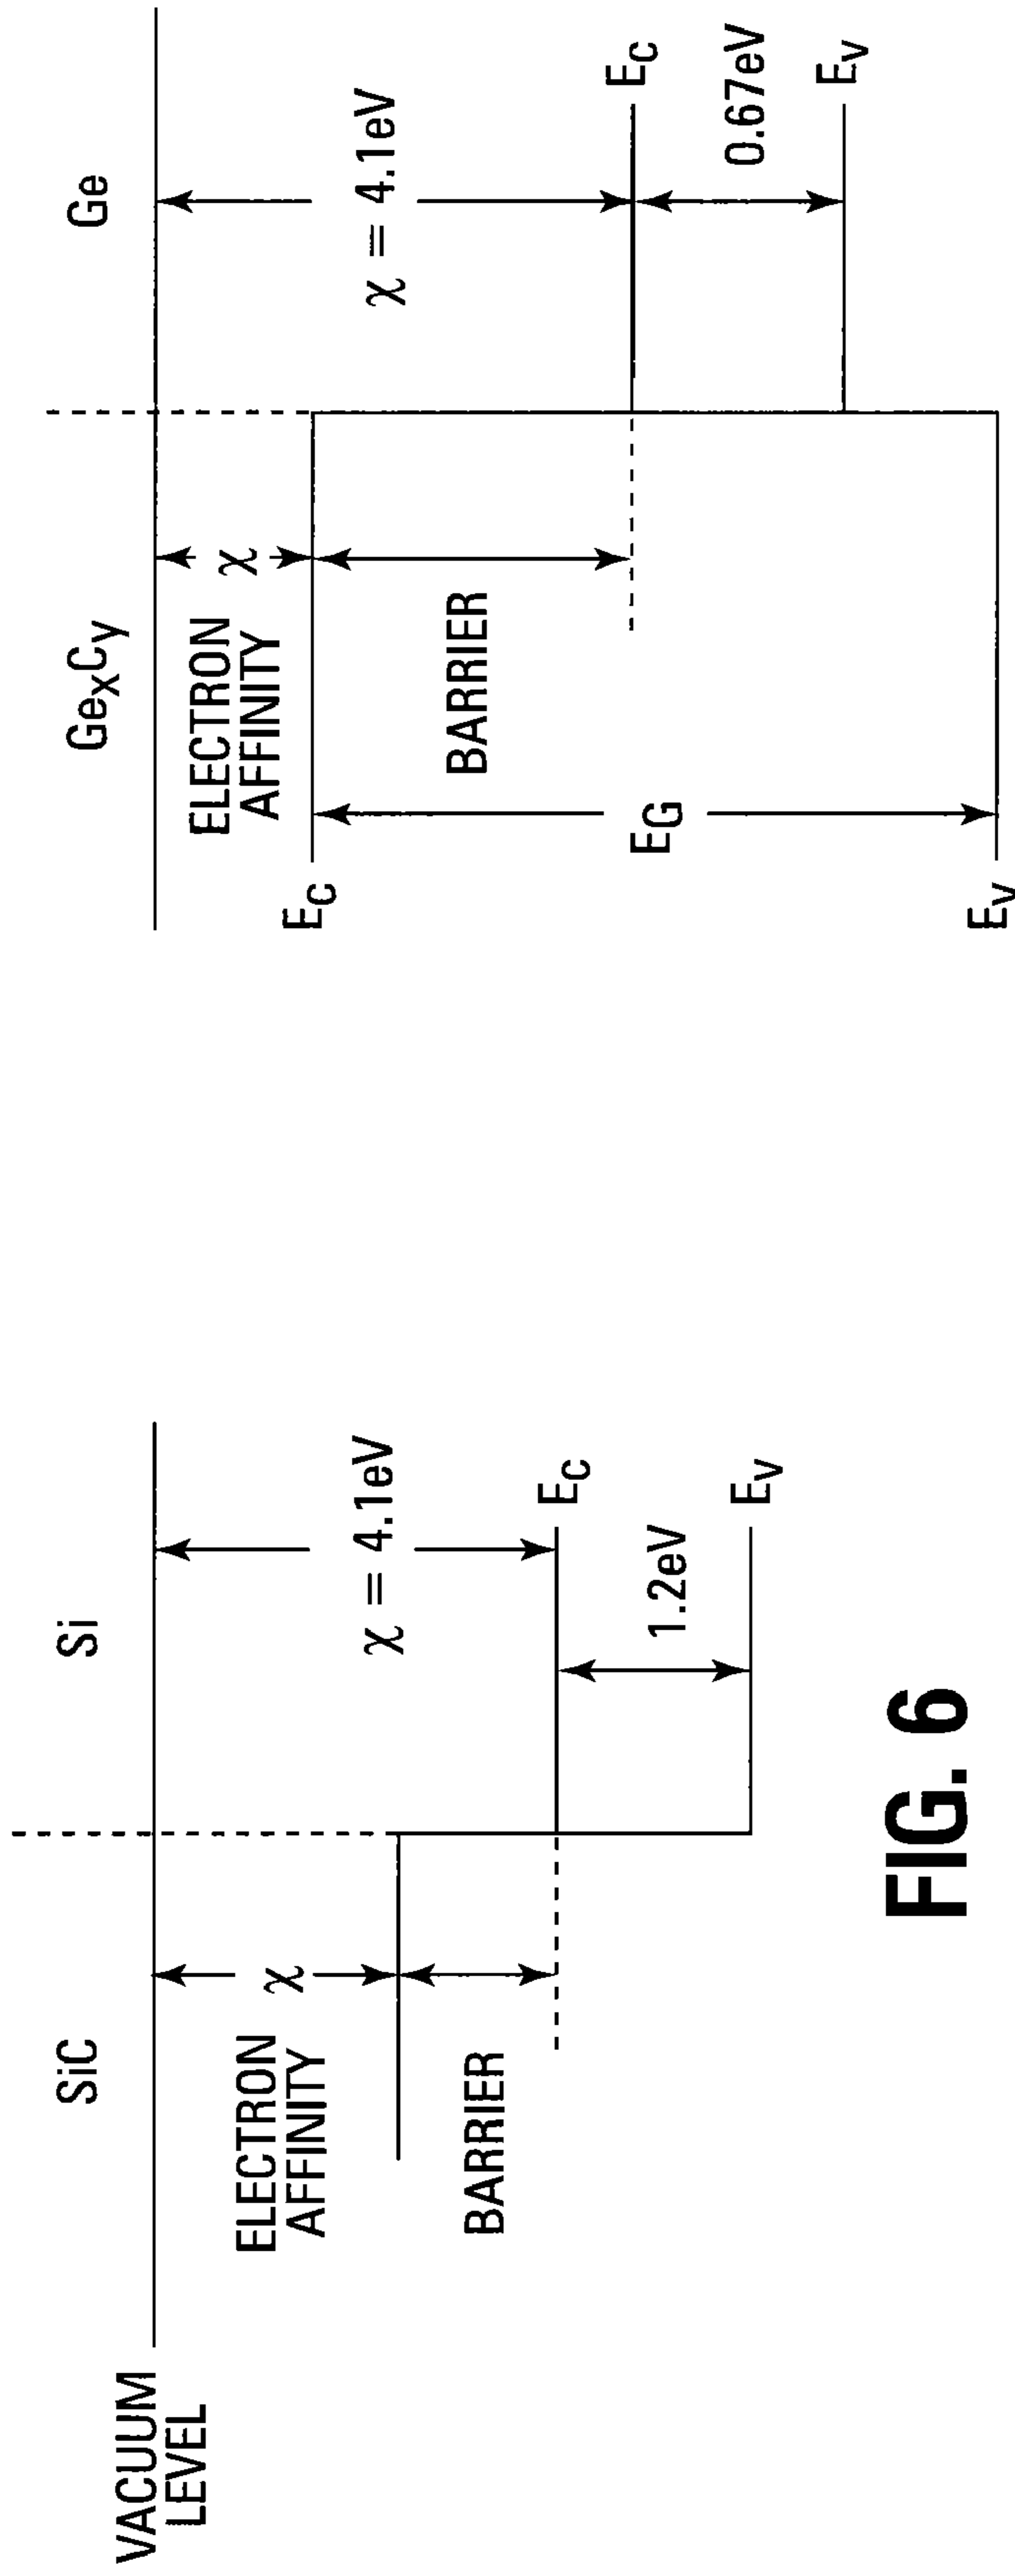 VACUUM
LEVEL
SiC
Si
ELECTRON
AFFINITY
χ
BARRIER
χ = 4.1eV
EC
1.2eV
EV
GeXCy
Ge
ELECTRON
AFFINITY
χ
EC
BARRIER
EG
EV
χ = 4.1eV
EC
0.67eV
EV
FIG. 6